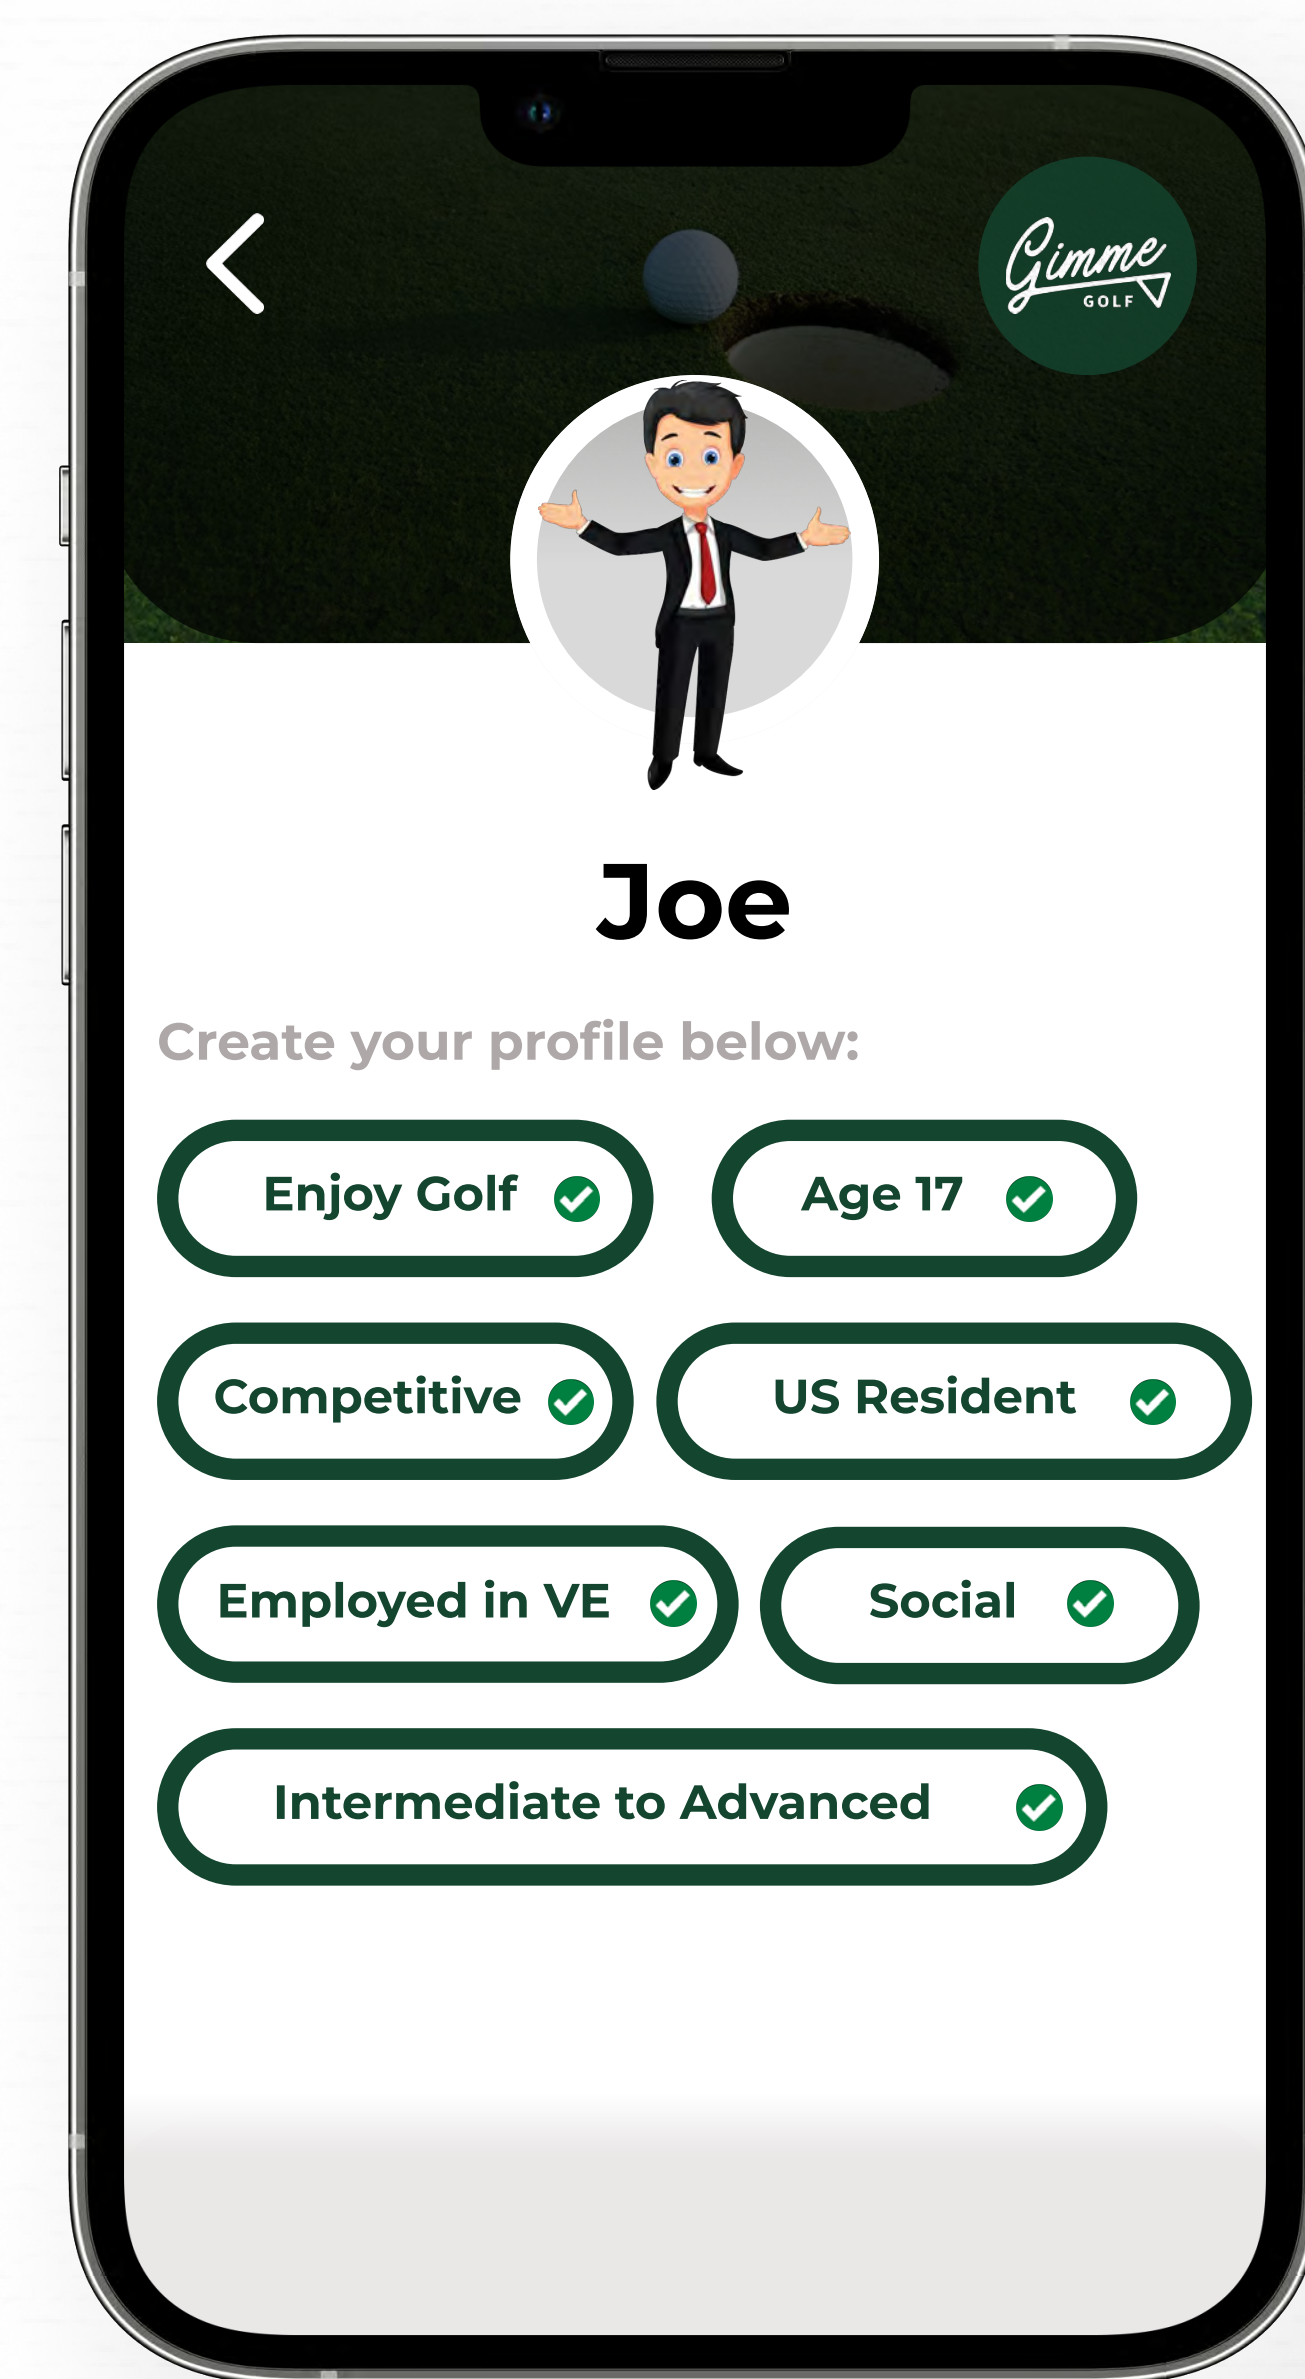 Gimme
GOLF
Joe
Create your profile below:
Enjoy Golf
Age 17
Competitive
US Resident
Employed in VE
Social
Intermediate to Advanced